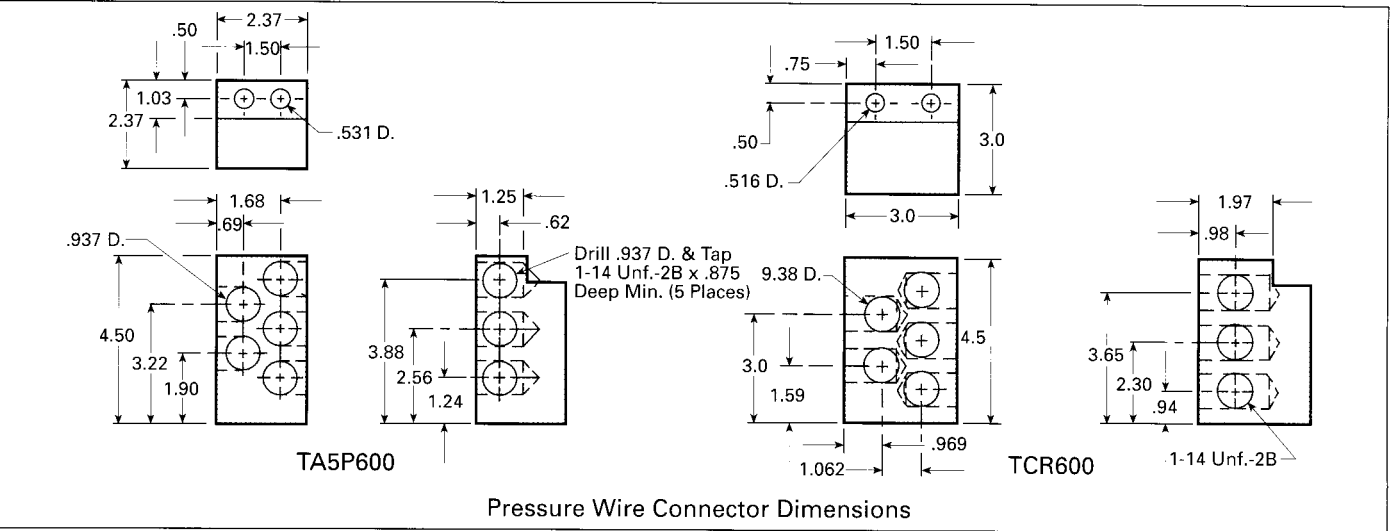 .50
2.37
1.50
1.03
2.37
.531 D.
1.68
.69
.937 D.
4.50
3.22
1.90
1.25
.62
Drill .937 D. & Tap
1-14 Unf.-2B x .875
Deep Min. (5 Places)
3.88
2.56
1.24
TA5P600
.75
1.50
.50
.516 D.
3.0
3.0
9.38 D.
3.0
1.59
4.5
.969
1.062
TCR600
1.97
.98
3.65
2.30
.94
1-14 Unf.-2B
Pressure Wire Connector Dimensions